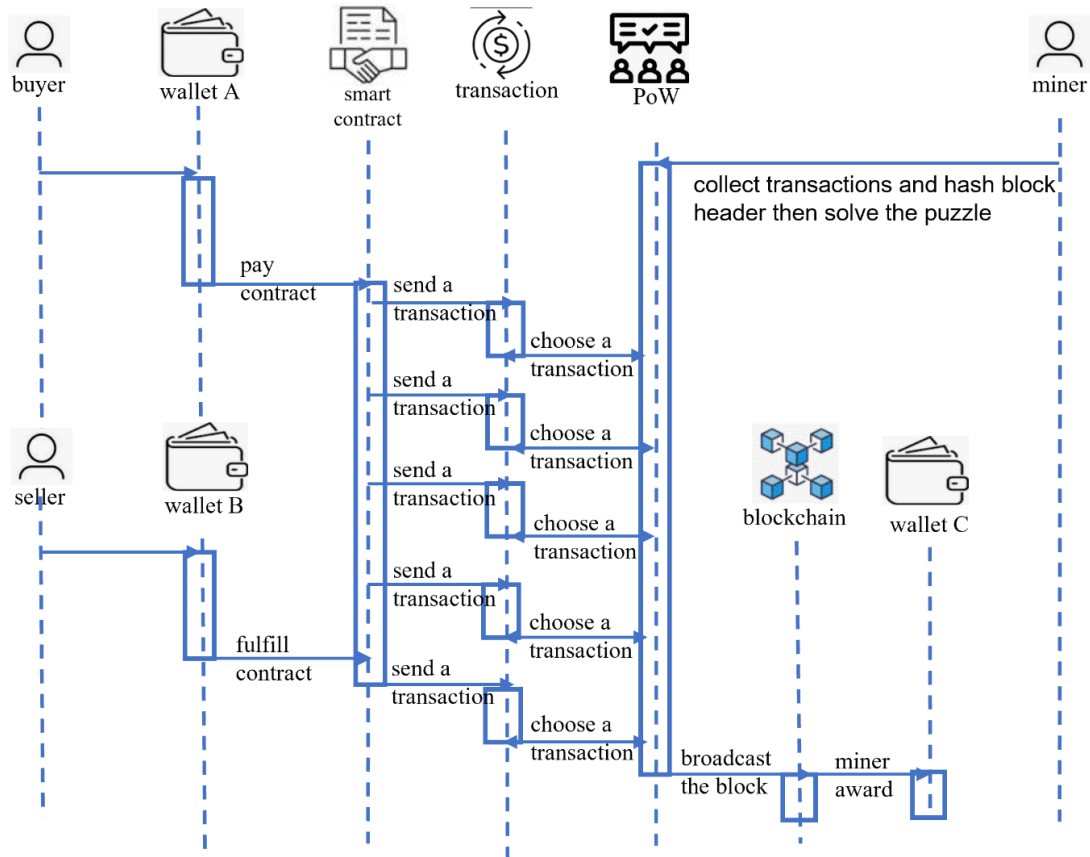 buyer
wallet A
smart
contract
transaction
PoW
miner
collect transactions and hash block
header then solve the puzzle
pay
contract
send a
transaction
choose a
transaction
send a
transaction
choose a
transaction
seller
wallet B
send a
transaction
choose a
transaction
blockchain
wallet C
send a
transaction
choose a
transaction
fulfill
contract
send a
transaction
choose a
transaction
broadcast
the block
miner
award